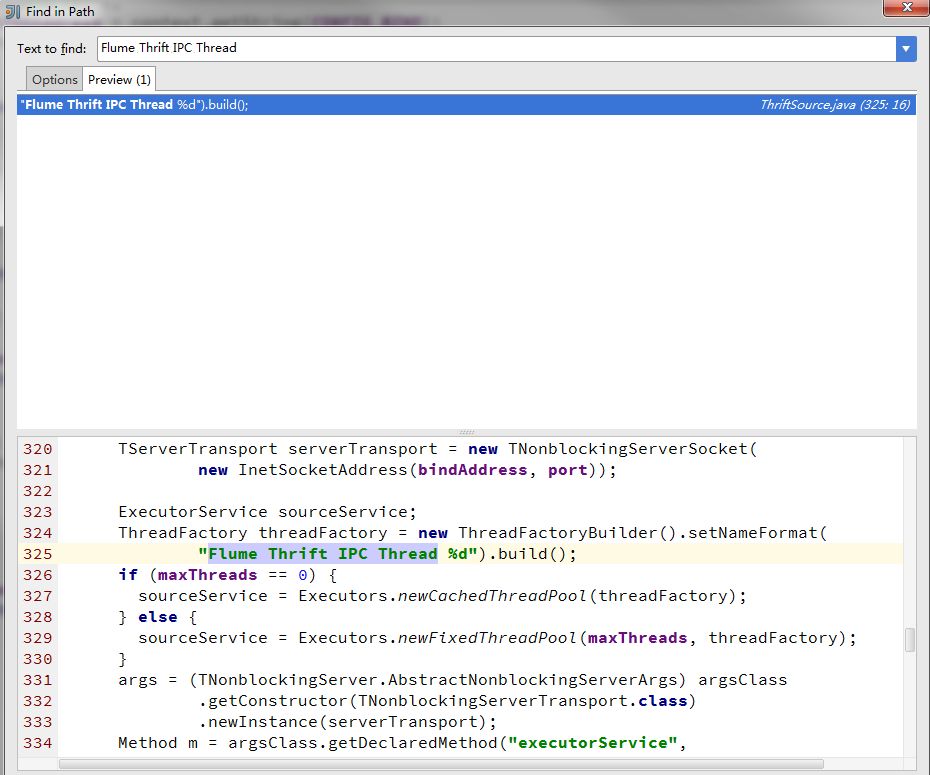 Find in Path
Text to find: Flume Thrift IPC Thread
Options Preview (1)
"Flume Thrift IPC Thread %d").build(); ThriftSource.java (325: 16)
320 TServerTransport serverTransport = new TNonblockingServerSocket(
321 new InetSocketAddress(bindAddress, port));
322
323 ExecutorService sourceService;
324 ThreadFactory threadFactory = new ThreadFactoryBuilder().setNameFormat(
325 "Flume Thrift IPC Thread %d").build();
326 if (maxThreads == 0) {
327 sourceService = Executors.newCachedThreadPool(threadFactory);
328 } else {
329 sourceService = Executors.newFixedThreadPool(maxThreads, threadFactory);
330 }
331 args = (TNonblockingServer.AbstractNonblockingServerArgs) argsClass
332 .getConstructor(TNonblockingServerTransport.class)
333 .newInstance(serverTransport);
334 Method m = argsClass.getDeclaredMethod("executorService",